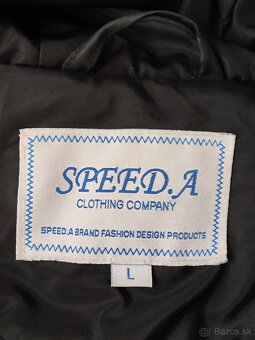 SPEED.A
CLOTHING COMPANY
SPEED.A BRAND FASHION DESIGN PRODUCTS
L
Bazos.sk